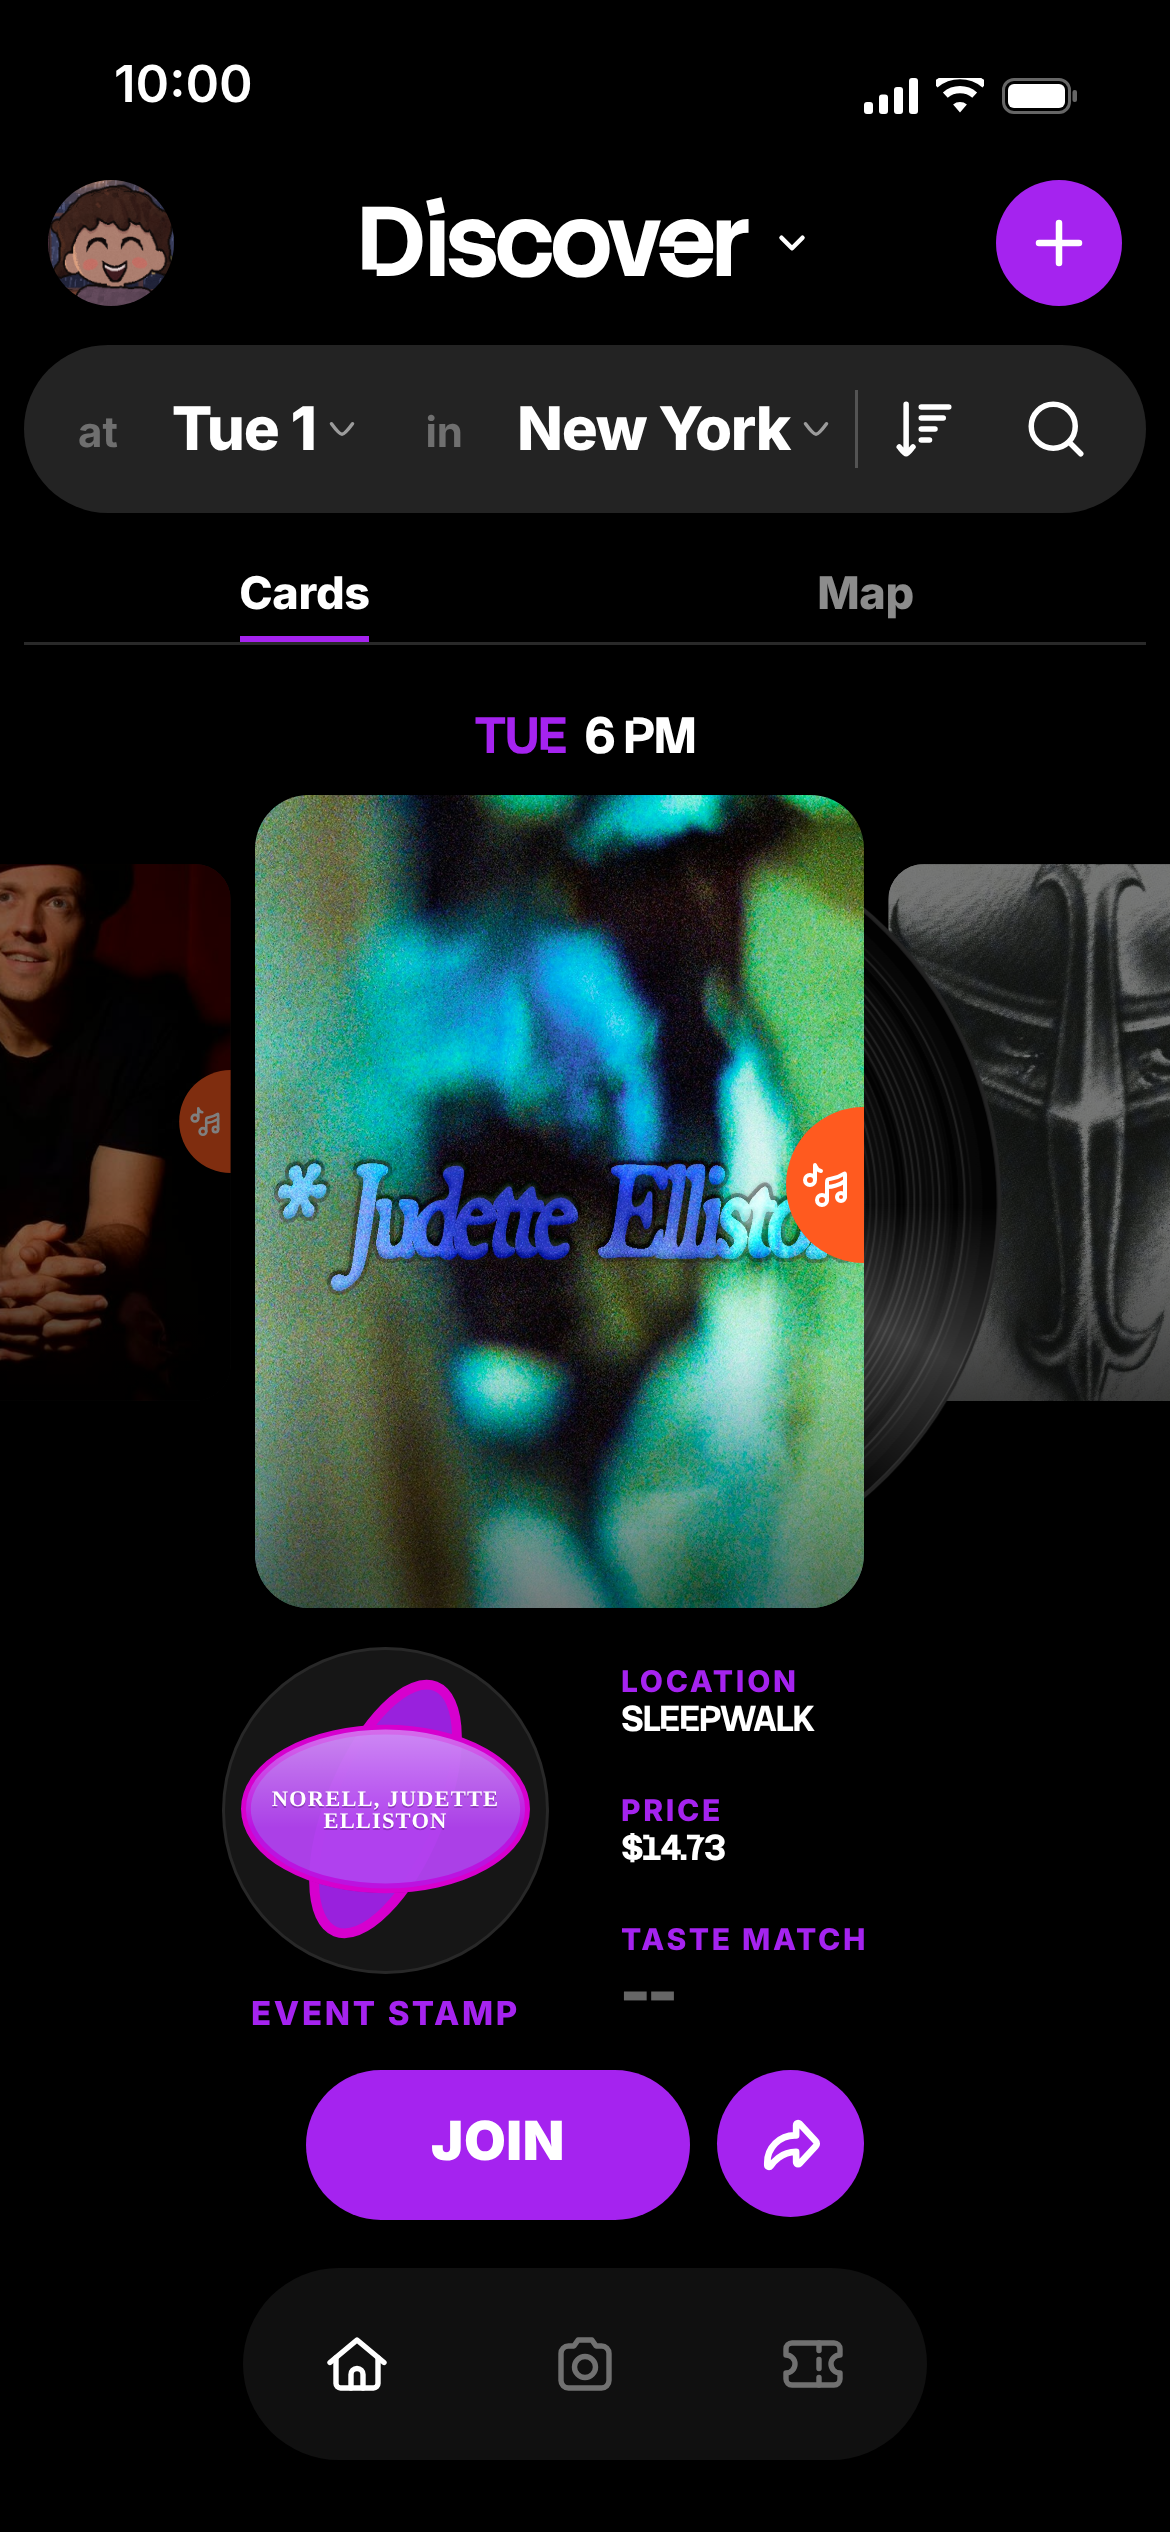 10:00
Discover
at Tue 1 in New York
Cards Map
TUE 6 PM
* Judette Elliston
NORELL, JUDETTE
ELLISTON
EVENT STAMP
LOCATION
SLEEPWALK
PRICE
$14.73
TASTE MATCH
--
JOIN